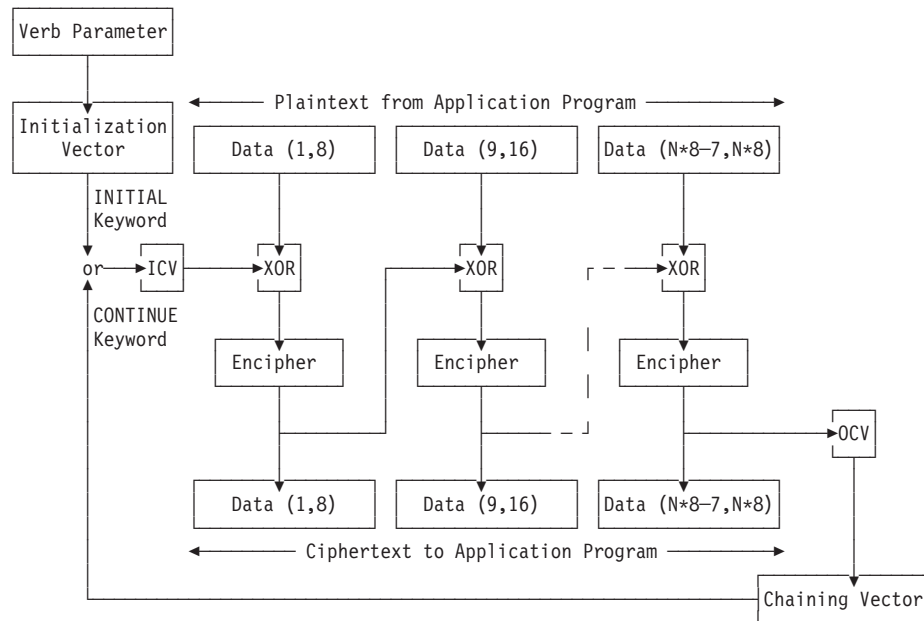 Verb Parameter
Plaintext from Application Program
Initialization
Vector
Data (1,8)
Data (9,16)
Data (N*8–7,N*8)
INITIAL
Keyword
or
ICV
XOR
XOR
XOR
CONTINUE
Keyword
Encipher
Encipher
Encipher
OCV
Data (1,8)
Data (9,16)
Data (N*8–7,N*8)
Ciphertext to Application Program
Chaining Vector